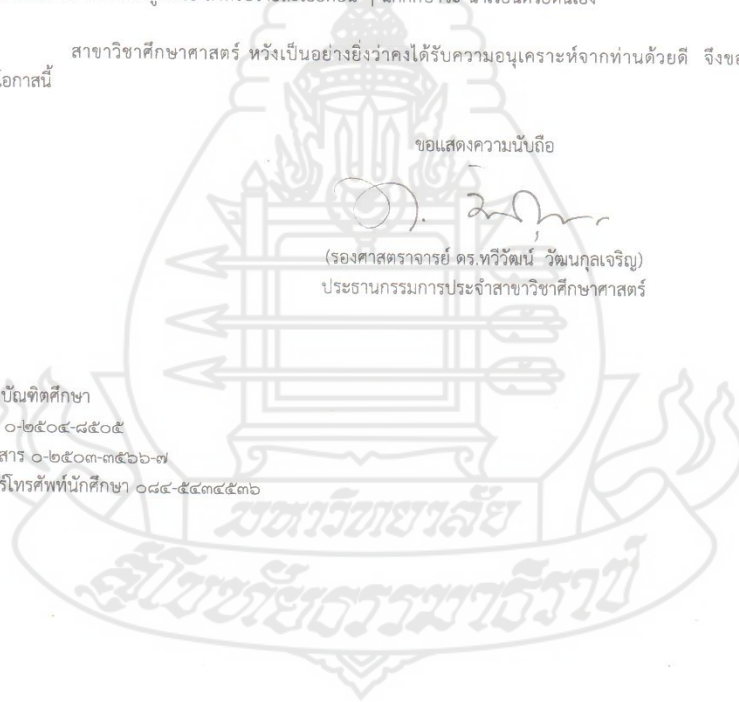 สาขาวิชาศึกษาศาสตร์ หวังเป็นอย่างยิ่งว่าคงได้รับความอนุเคราะห์จากท่านด้วยดี จึงขอ
โอกาสนี้
ขอแสดงความนับถือ
(รองศาสตราจารย์ ดร.ทวีวัฒน์ วัฒนกุลเจริญ)
ประธานกรรมการประจำสาขาวิชาศึกษาศาสตร์
บัณฑิตศึกษา
๐-๒๕๐๔-๘๕๐๕
สาร ๐-๒๕๐๓-๓๕๖๖-๗
ร์โทรศัพท์นักศึกษา ๐๘๔-๕๔๓๔๕๓๖
มหาวิทยาลัย
สุโขทัยธรรมาธิราช